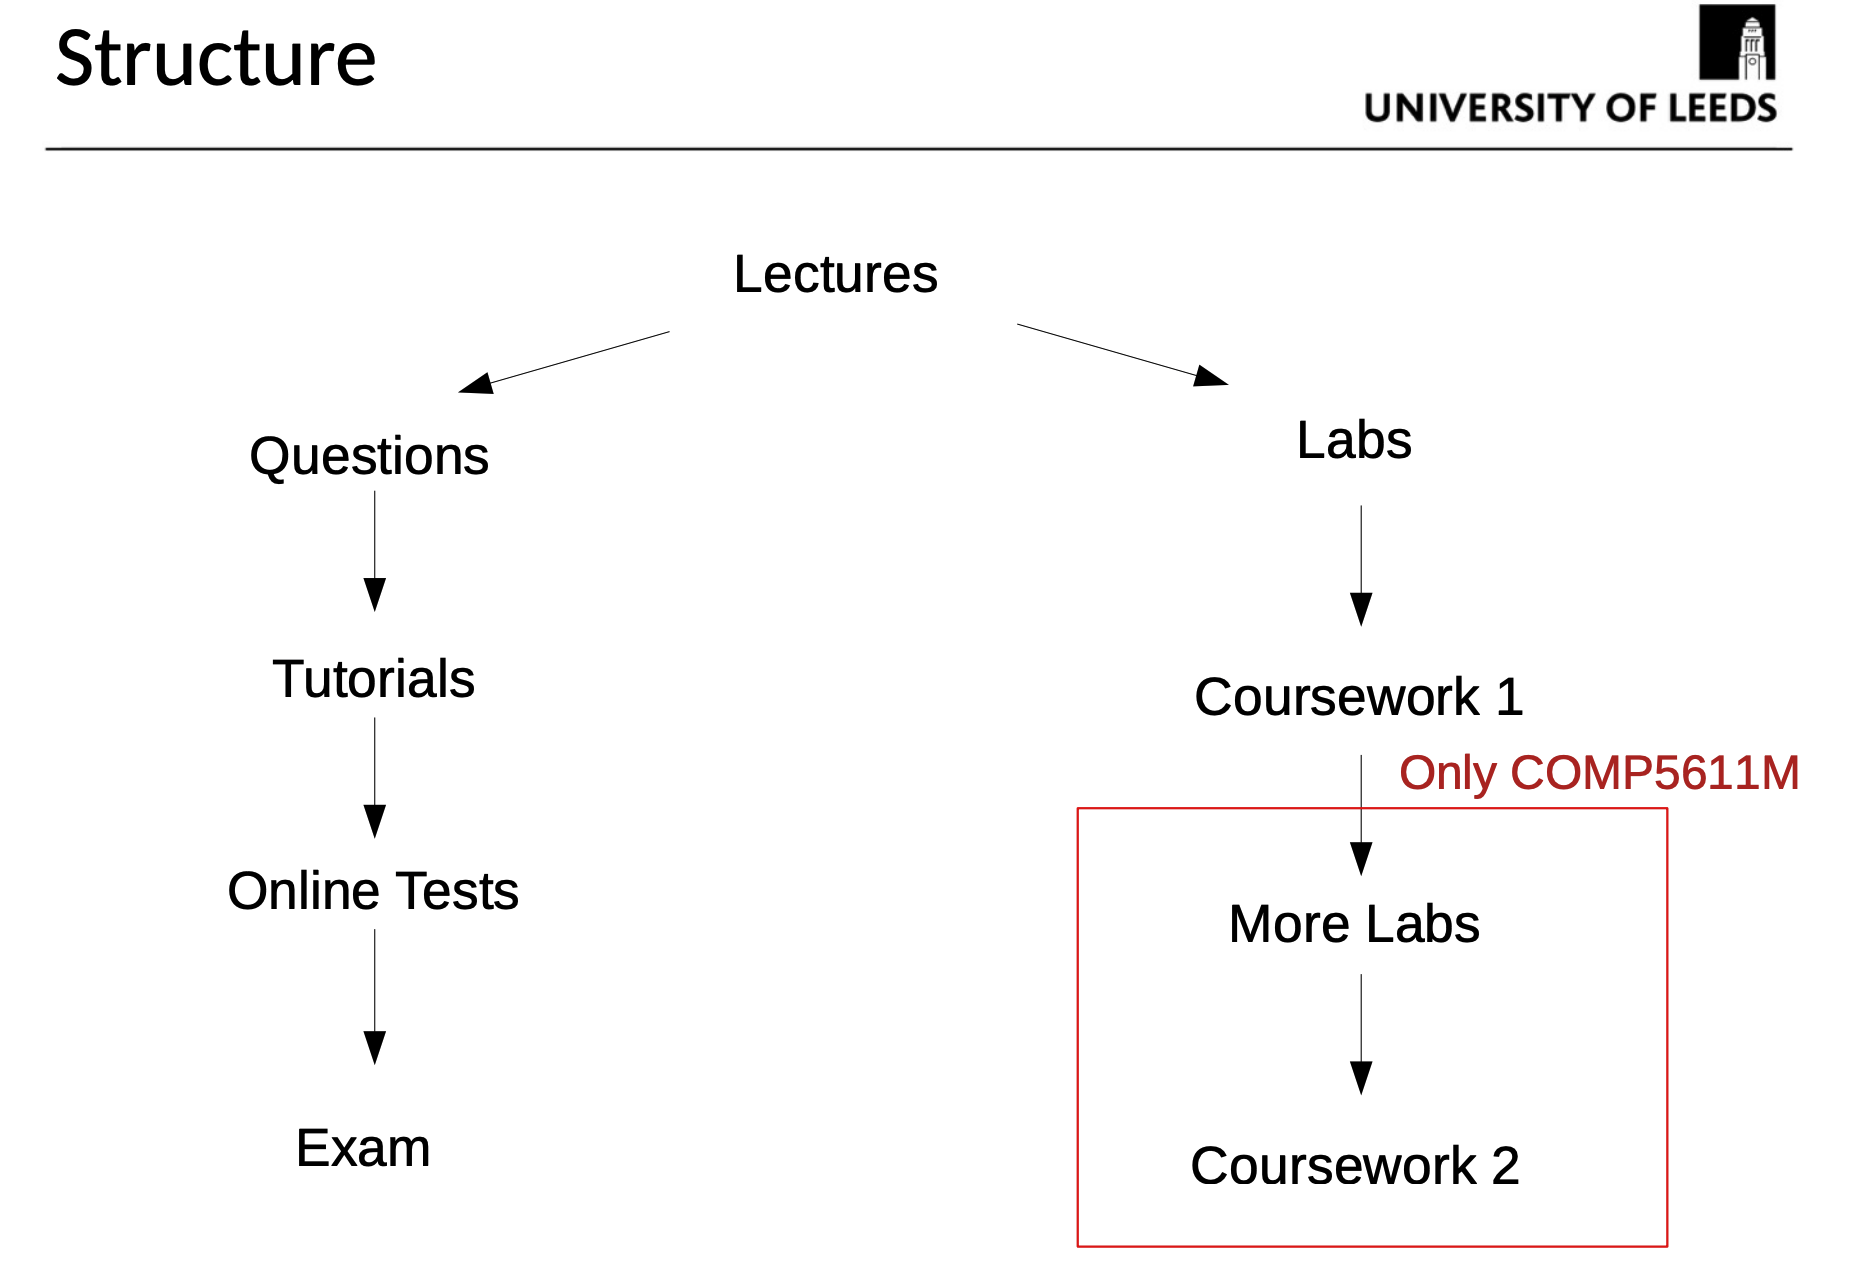 Structure
UNIVERSITY OF LEEDS
Lectures
Questions
Labs
Tutorials
Coursework 1
Only COMP5611M
Online Tests
More Labs
Exam
Coursework 2